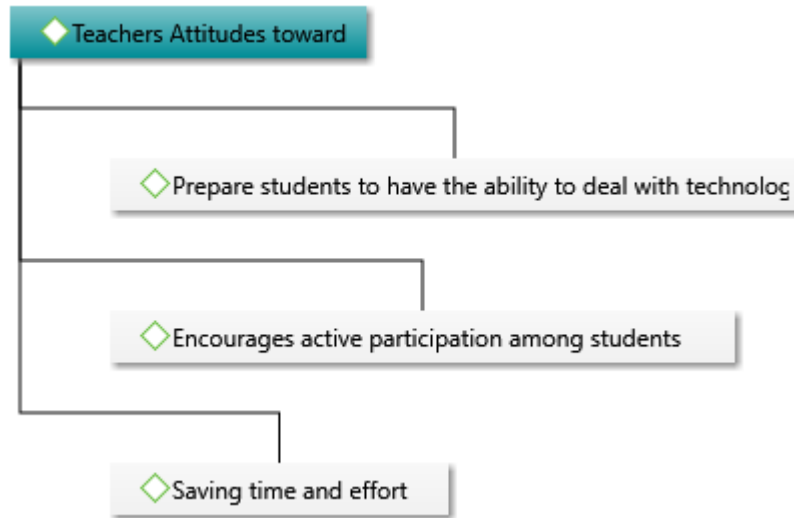 Teachers Attitudes toward
Prepare students to have the ability to deal with technolog
Encourages active participation among students
Saving time and effort